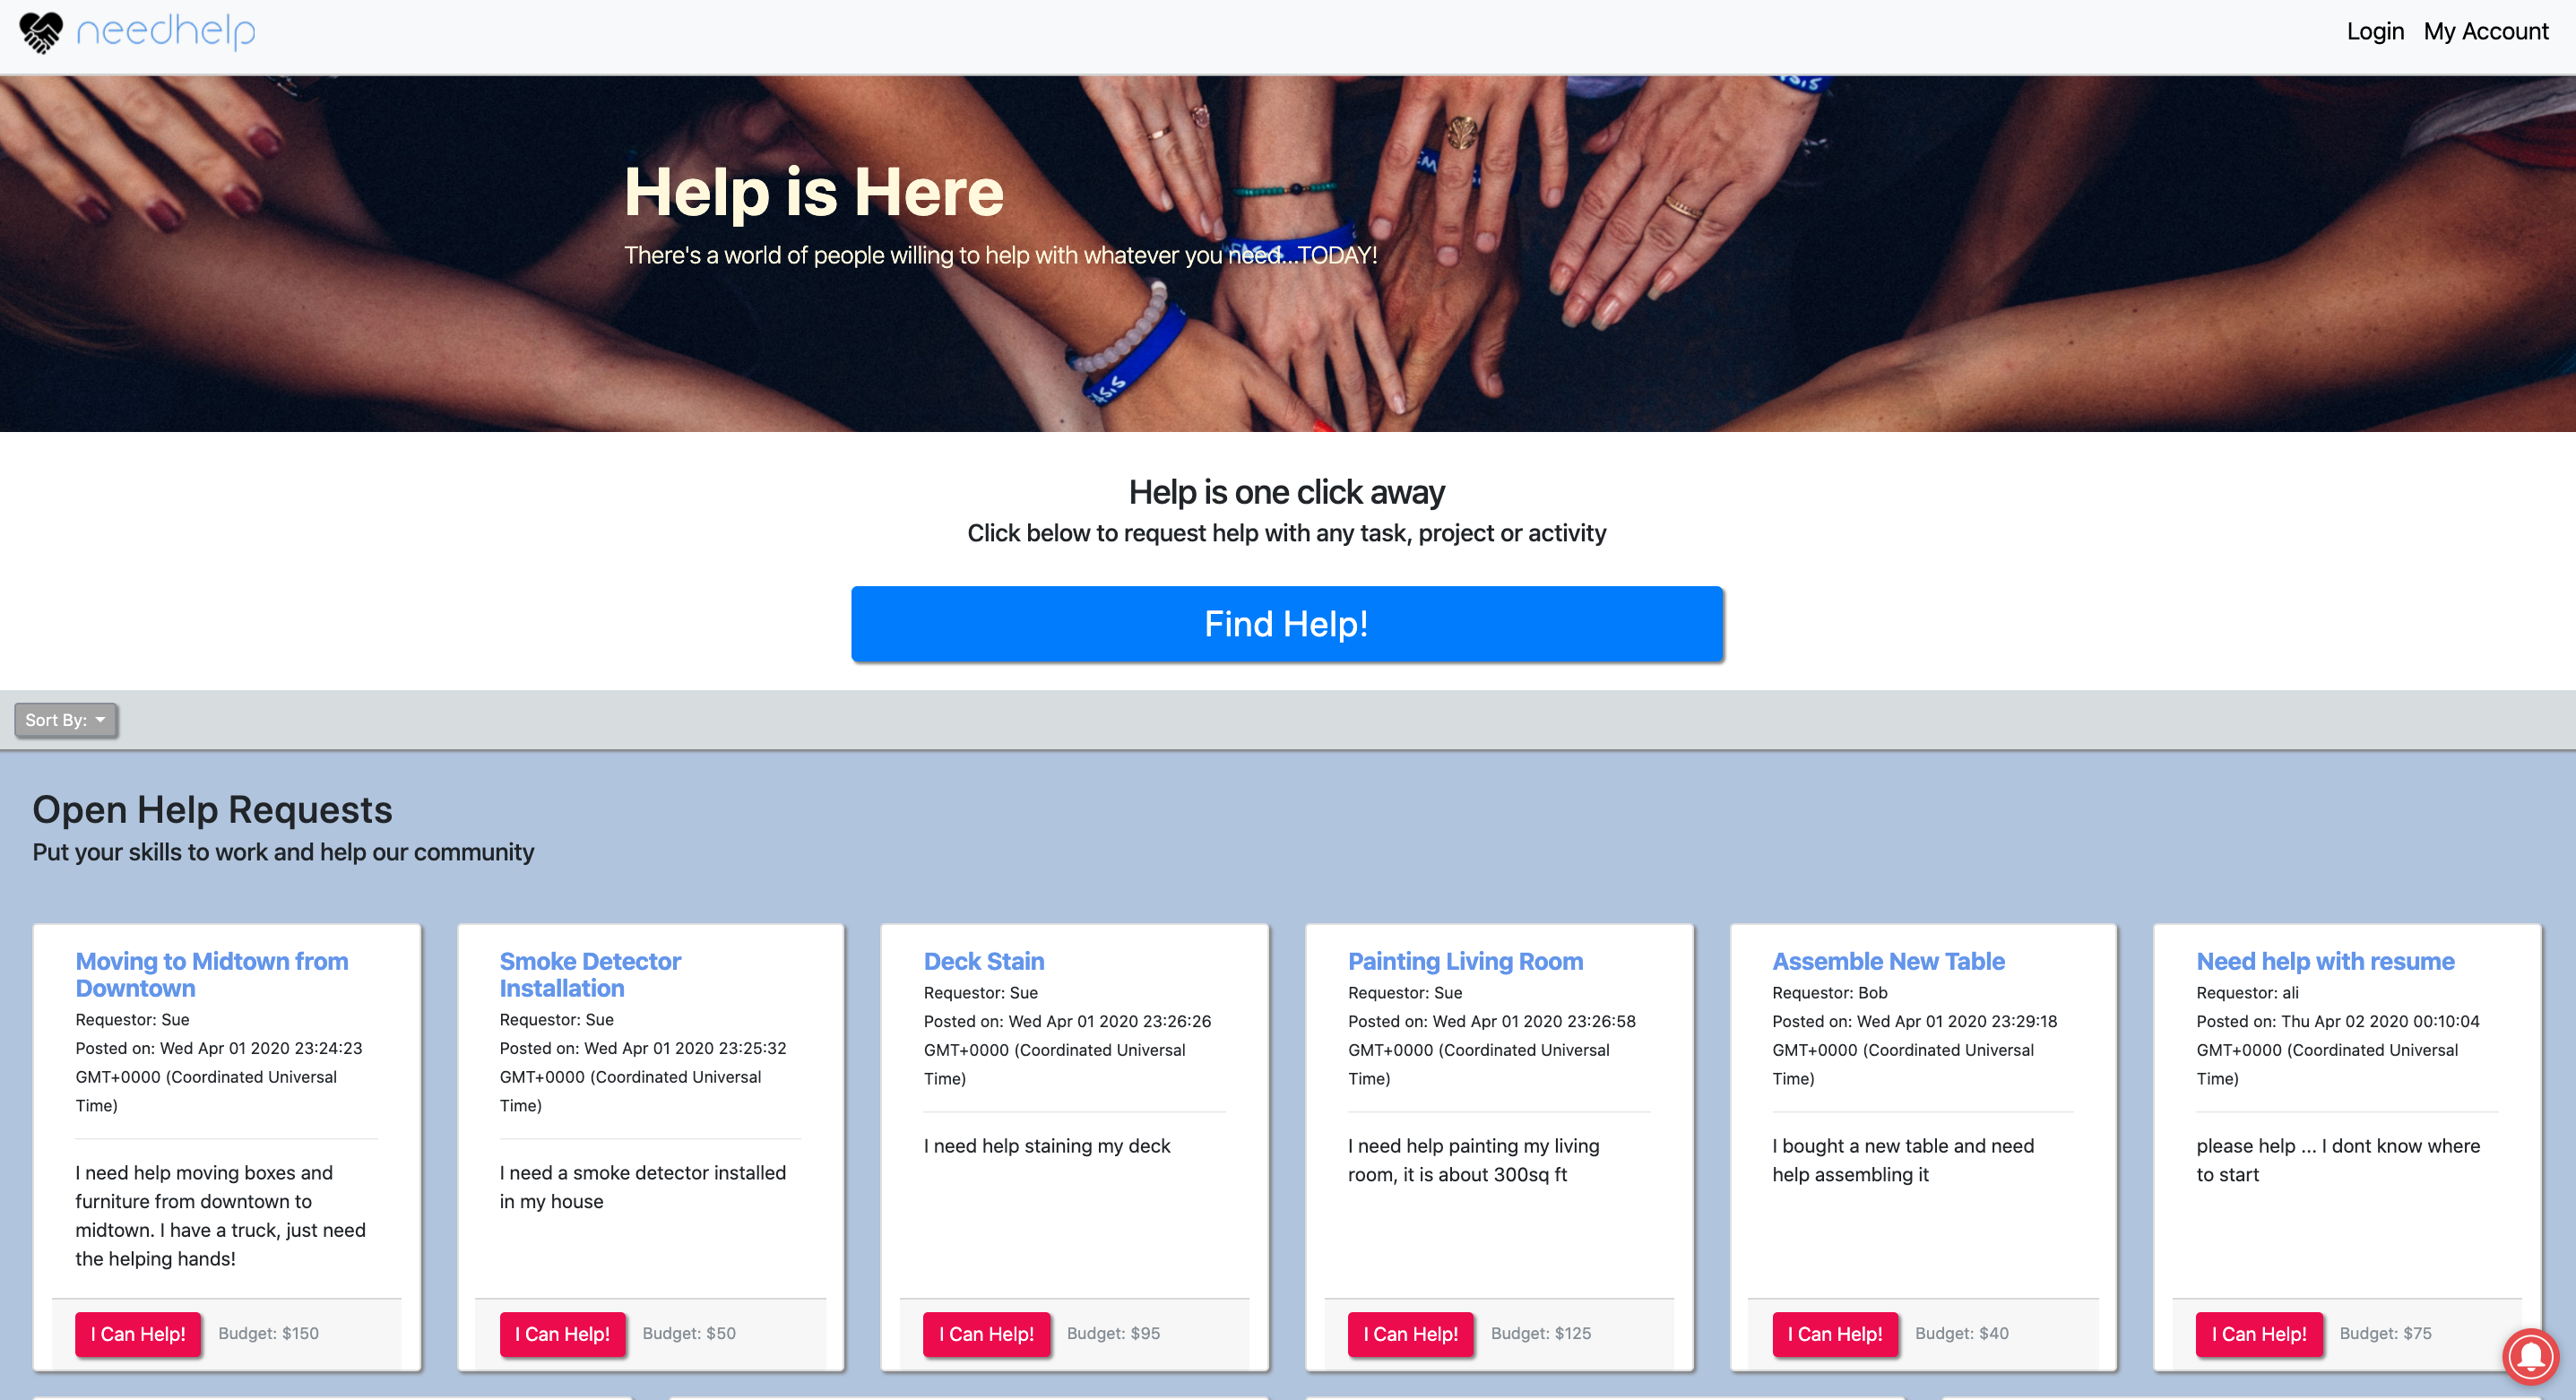 needhelp
Login My Account
Help is Here
There's a world of people willing to help with whatever you need...TODAY!
Help is one click away
Click below to request help with any task, project or activity
Find Help!
Sort By:
Open Help Requests
Put your skills to work and help our community
Moving to Midtown from
Downtown
Requestor: Sue
Posted on: Wed Apr 01 2020 23:24:23
GMT+0000 (Coordinated Universal
Time)
I need help moving boxes and
furniture from downtown to
midtown. I have a truck, just need
the helping hands!
I Can Help! Budget: $150
Smoke Detector
Installation
Requestor: Sue
Posted on: Wed Apr 01 2020 23:25:32
GMT+0000 (Coordinated Universal
Time)
I need a smoke detector installed
in my house
I Can Help! Budget: $50
Deck Stain
Requestor: Sue
Posted on: Wed Apr 01 2020 23:26:26
GMT+0000 (Coordinated Universal
Time)
I need help staining my deck
I Can Help! Budget: $95
Painting Living Room
Requestor: Sue
Posted on: Wed Apr 01 2020 23:26:58
GMT+0000 (Coordinated Universal
Time)
I need help painting my living
room, it is about 300sq ft
I Can Help! Budget: $125
Assemble New Table
Requestor: Bob
Posted on: Wed Apr 01 2020 23:29:18
GMT+0000 (Coordinated Universal
Time)
I bought a new table and need
help assembling it
I Can Help! Budget: $40
Need help with resume
Requestor: ali
Posted on: Thu Apr 02 2020 00:10:04
GMT+0000 (Coordinated Universal
Time)
please help ... I dont know where
to start
I Can Help! Budget: $75